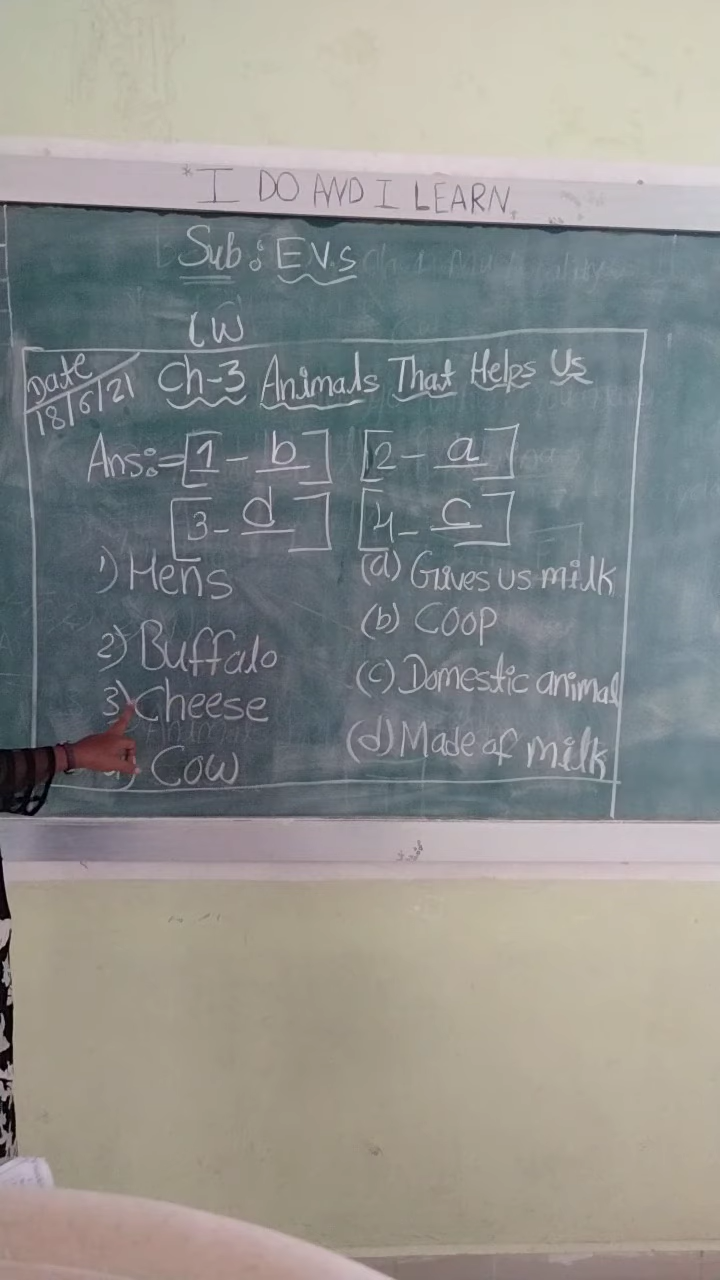 I DO AND I LEARN
Sub: E.V.S
CW
Date
18/6/21
Ch-3 Animals That Helps Us
Ans:= [1 - b] [2 - a]
[3 - d] [4 - c]
1) Hens (a) Gives us milk
2) Buffalo (b) COOP
3) Cheese (c) Domestic animal
4) Cow (d) Made of milk